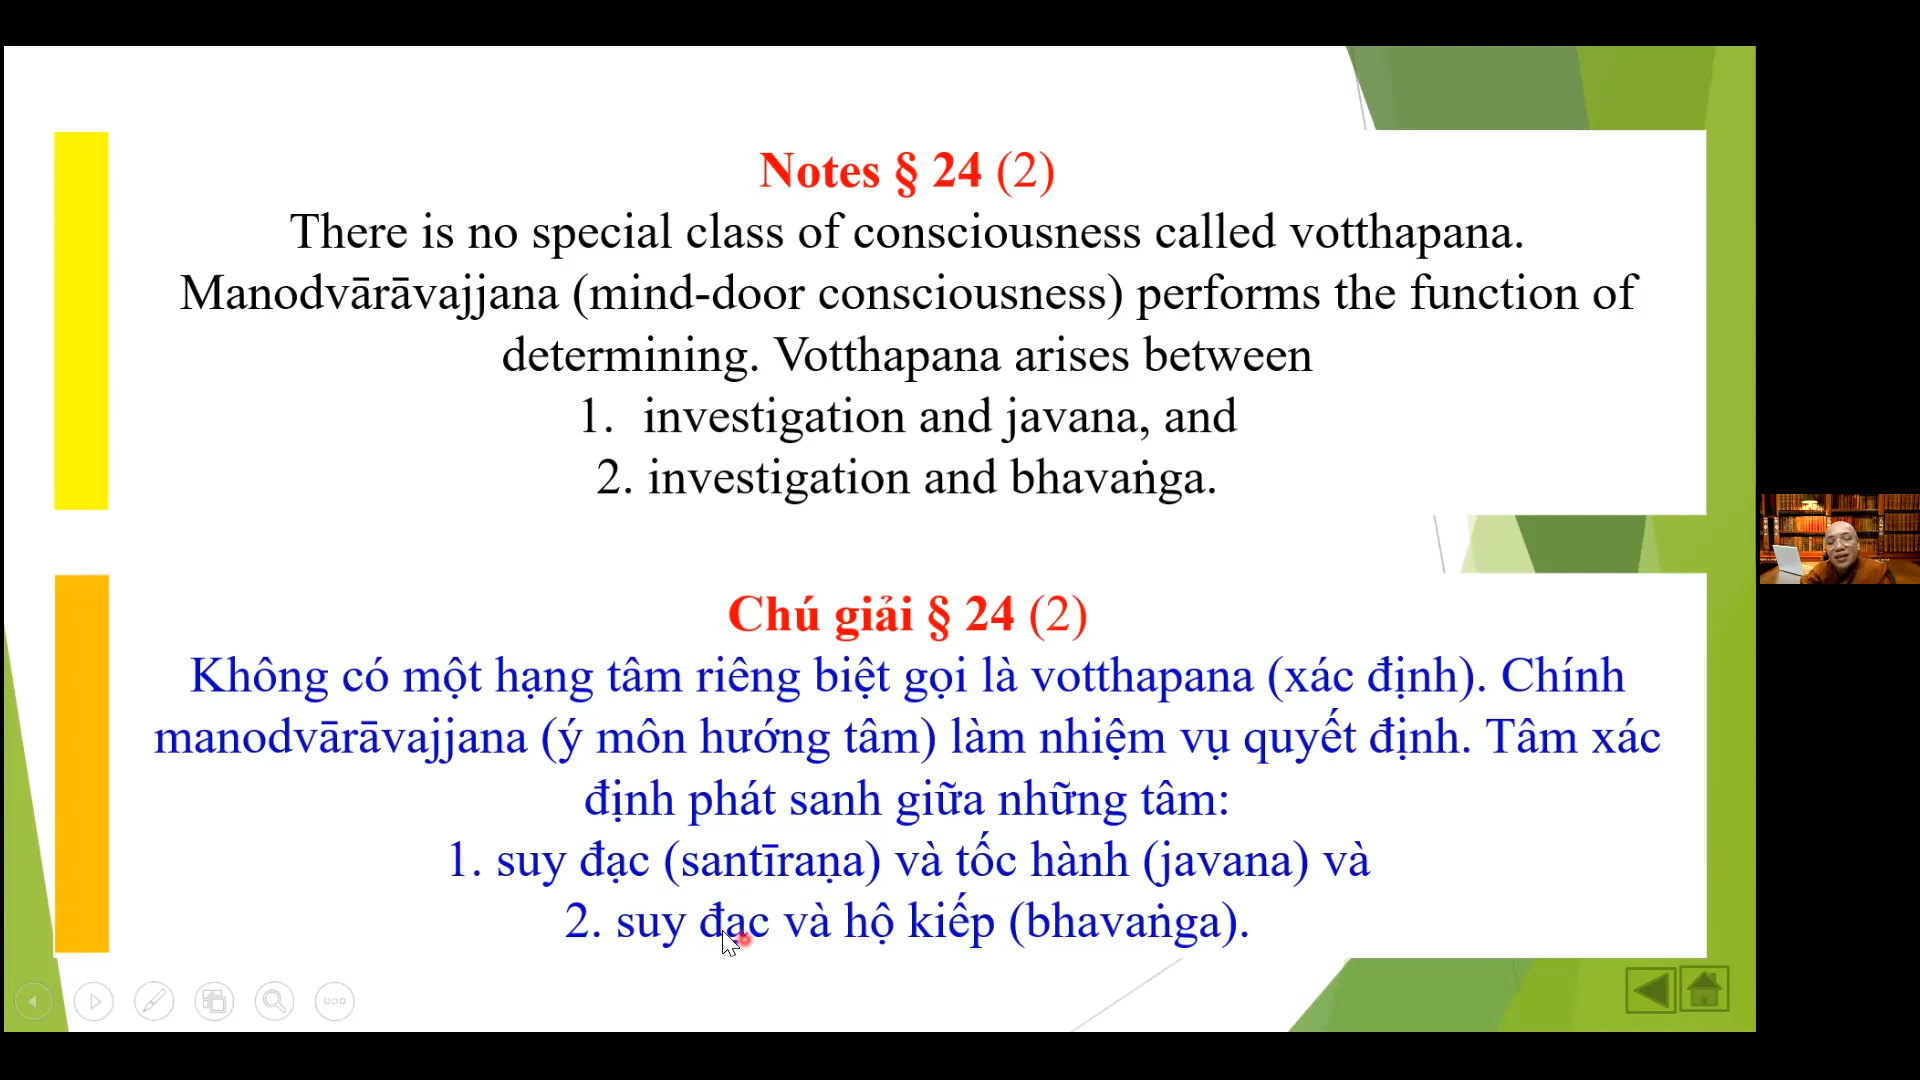 Notes § 24 (2)
There is no special class of consciousness called votthapana.
Manodvārāvajjana (mind-door consciousness) performs the function of
determining. Votthapana arises between
1. investigation and javana, and
2. investigation and bhavaṅga.
Chú giải § 24 (2)
Không có một hạng tâm riêng biệt gọi là votthapana (xác định). Chính
manodvārāvajjana (ý môn hướng tâm) làm nhiệm vụ quyết định. Tâm xác
định phát sanh giữa những tâm:
1. suy đạc (santīraṇa) và tốc hành (javana) và
2. suy đạc và hộ kiếp (bhavaṅga).